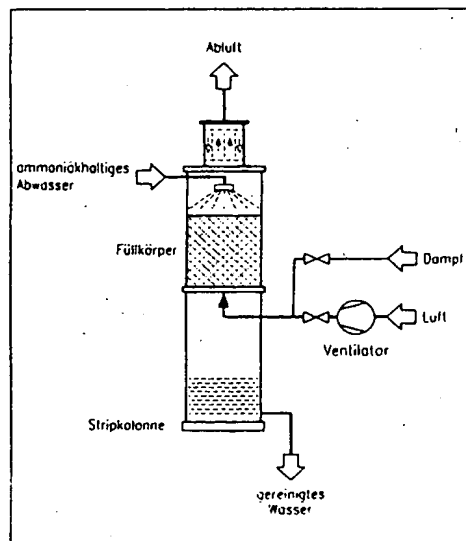 Abluft
ammoniakhaltiges
Abwasser
Füllkörper
Dampf
Luft
Ventilator
Stripkolonne
gereinigtes
Wasser